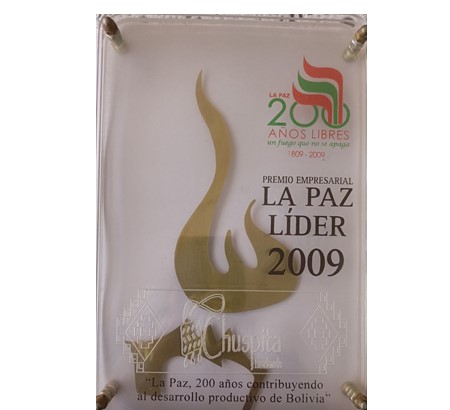 LA PAZ
200
AÑOS LIBRES
un fuego que no se apaga
1809 - 2009
PREMIO EMPRESARIAL
LA PAZ
LÍDER
2009
Chuspita
"La Paz, 200 años contribuyendo
al desarrollo productivo de Bolivia"